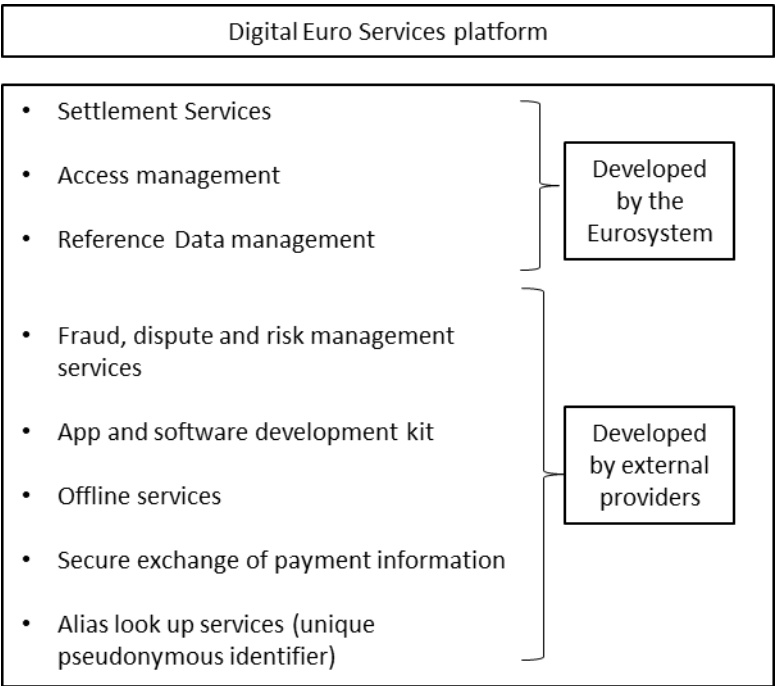 Digital Euro Services platform
• Settlement Services
• Access management
• Reference Data management
Developed
by the
Eurosystem
• Fraud, dispute and risk management
services
• App and software development kit
• Offline services
• Secure exchange of payment information
• Alias look up services (unique
pseudonymous identifier)
Developed
by external
providers